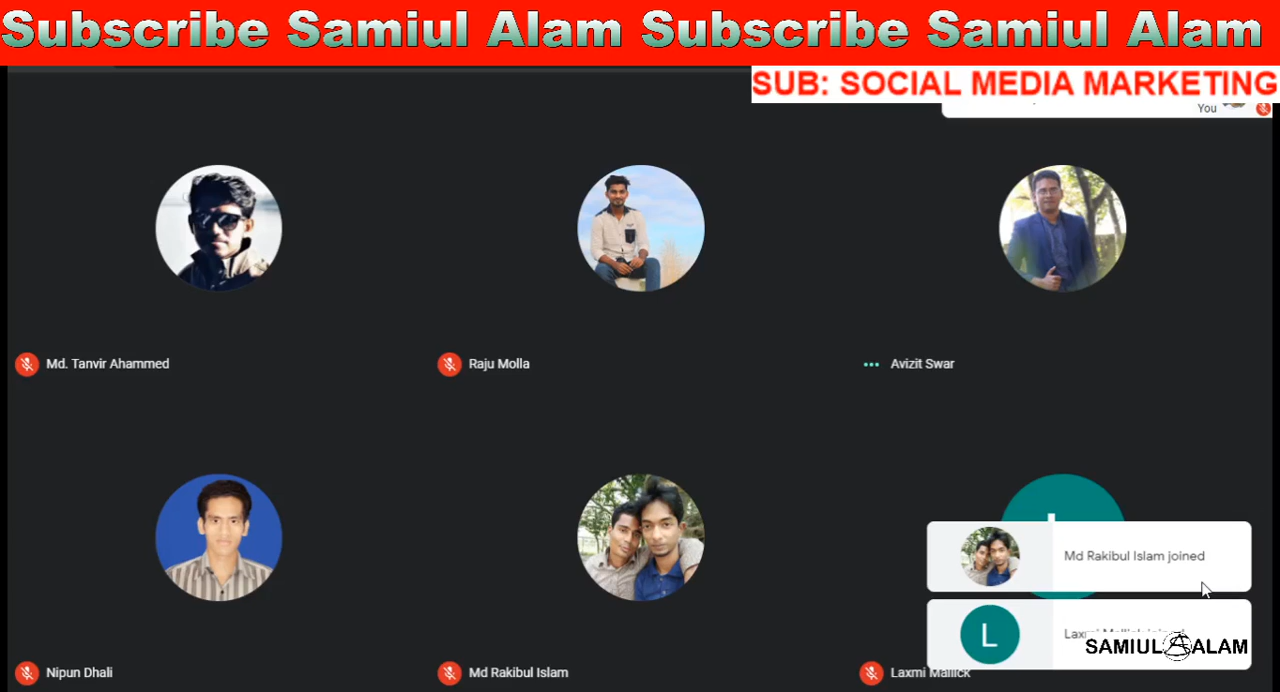 Subscribe Samiul Alam Subscribe Samiul Alam
SUB: SOCIAL MEDIA MARKETING
You
Md. Tanvir Ahammed
Raju Molla
Avizit Swar
L
Md Rakibul Islam joined
L
SAMIUL ALAM
Nipun Dhali
Md Rakibul Islam
Laxmi Mallick